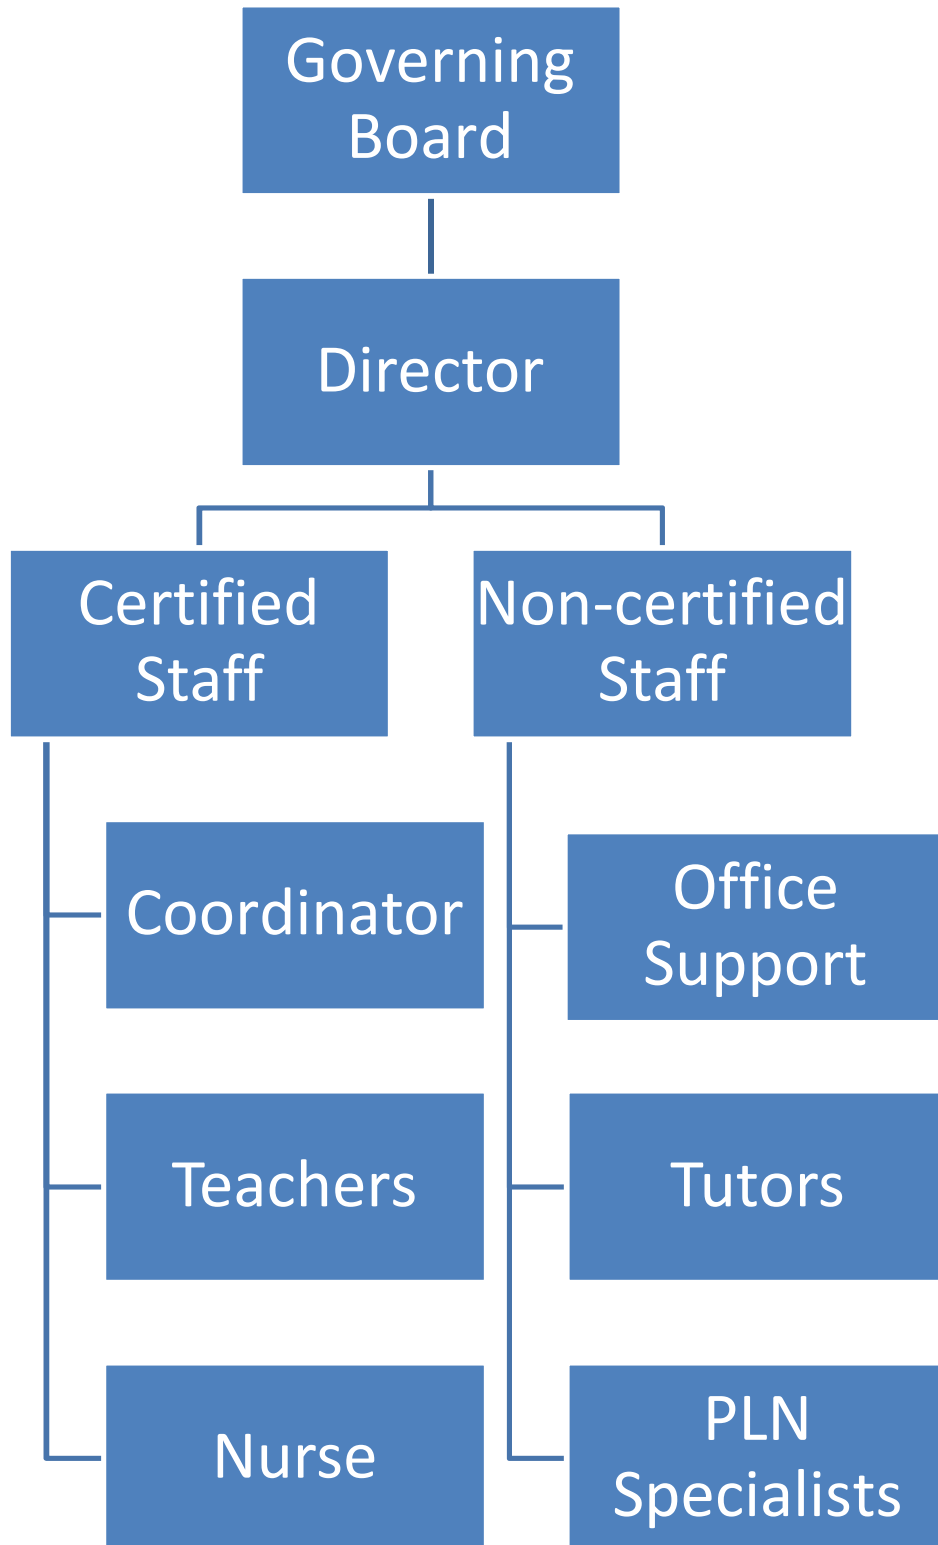 Governing
Board
Director
Certified
Staff
Non-certified
Staff
Coordinator
Office
Support
Teachers
Tutors
Nurse
PLN
Specialists